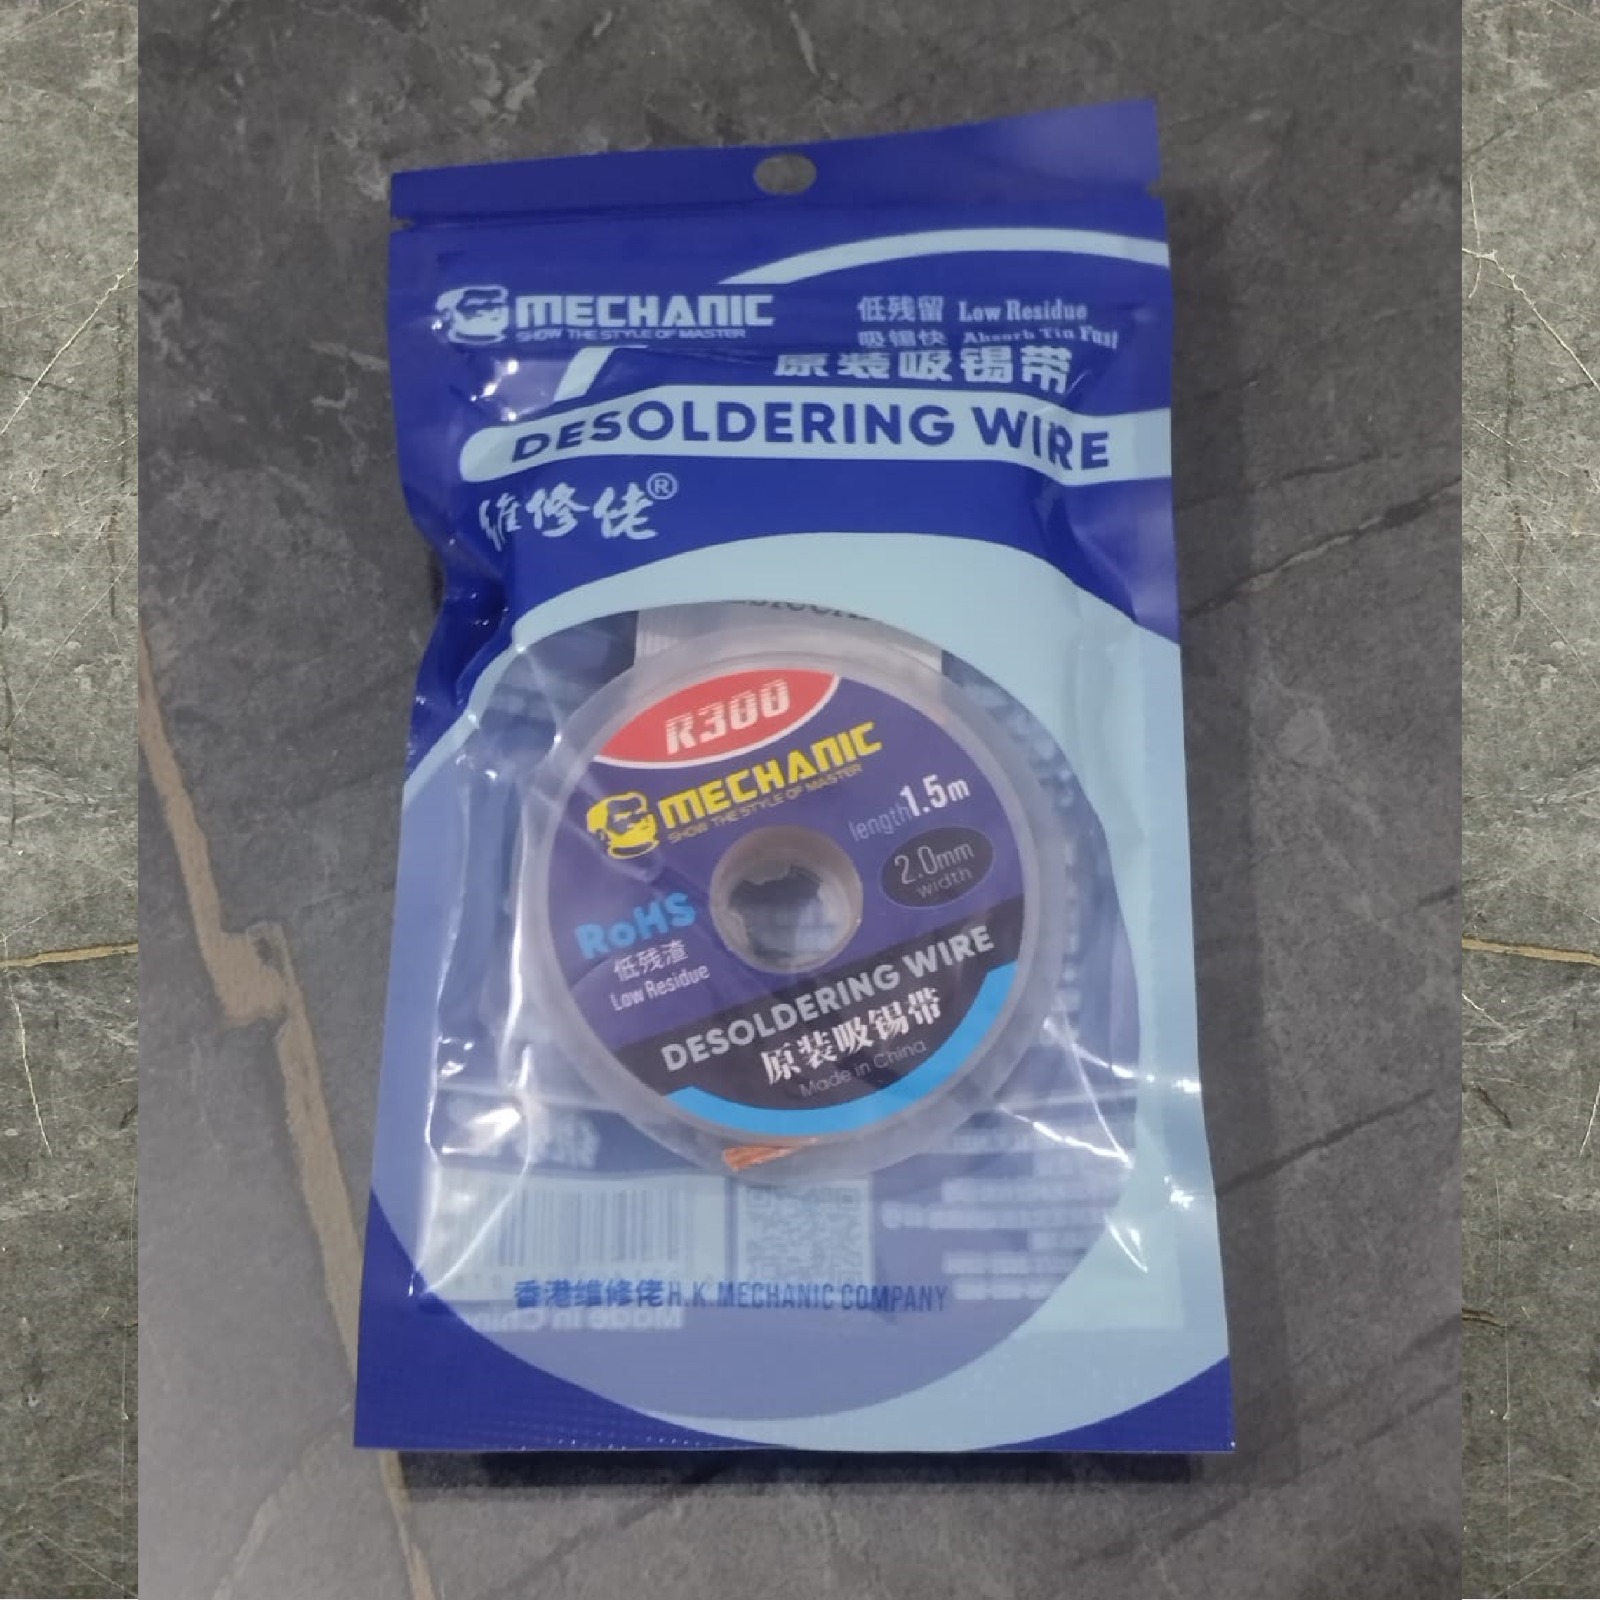 MECHANIC
SHOW THE STYLE OF MASTER
低残留 Low Residue
吸锡快 Absorb Tin Fast
原装吸锡带
DESOLDERING WIRE
维修佬®
R300
MECHANIC
SHOW THE STYLE OF MASTER
length 1.5m
2.0mm
width
RoHS
低残渣
Low Residue
DESOLDERING WIRE
原装吸锡带
Made in China
香港维修佬 H.K.MECHANIC COMPANY